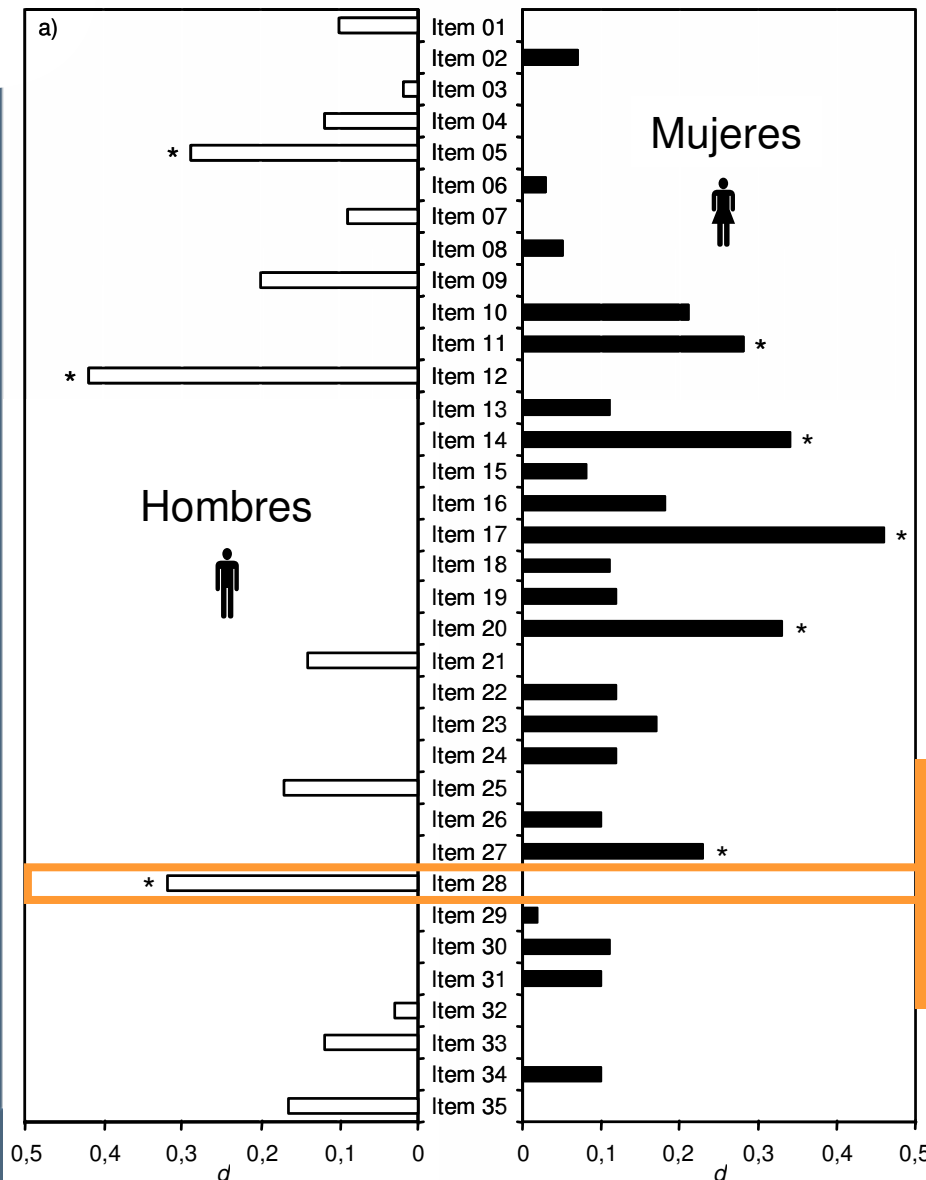 a)
Item 01
Item 02
Item 03
Item 04
Mujeres
* Item 05
Item 06
Item 07
Item 08
Item 09
Item 10
Item 11 *
* Item 12
Item 13
Item 14 *
Item 15
Item 16
Hombres
Item 17 *
Item 18
Item 19
Item 20 *
Item 21
Item 22
Item 23
Item 24
Item 25
Item 26
Item 27 *
* Item 28
Item 29
Item 30
Item 31
Item 32
Item 33
Item 34
Item 35
0,5 0,4 0,3 0,2 0,1 0 0 0,1 0,2 0,3 0,4 0,5
d d